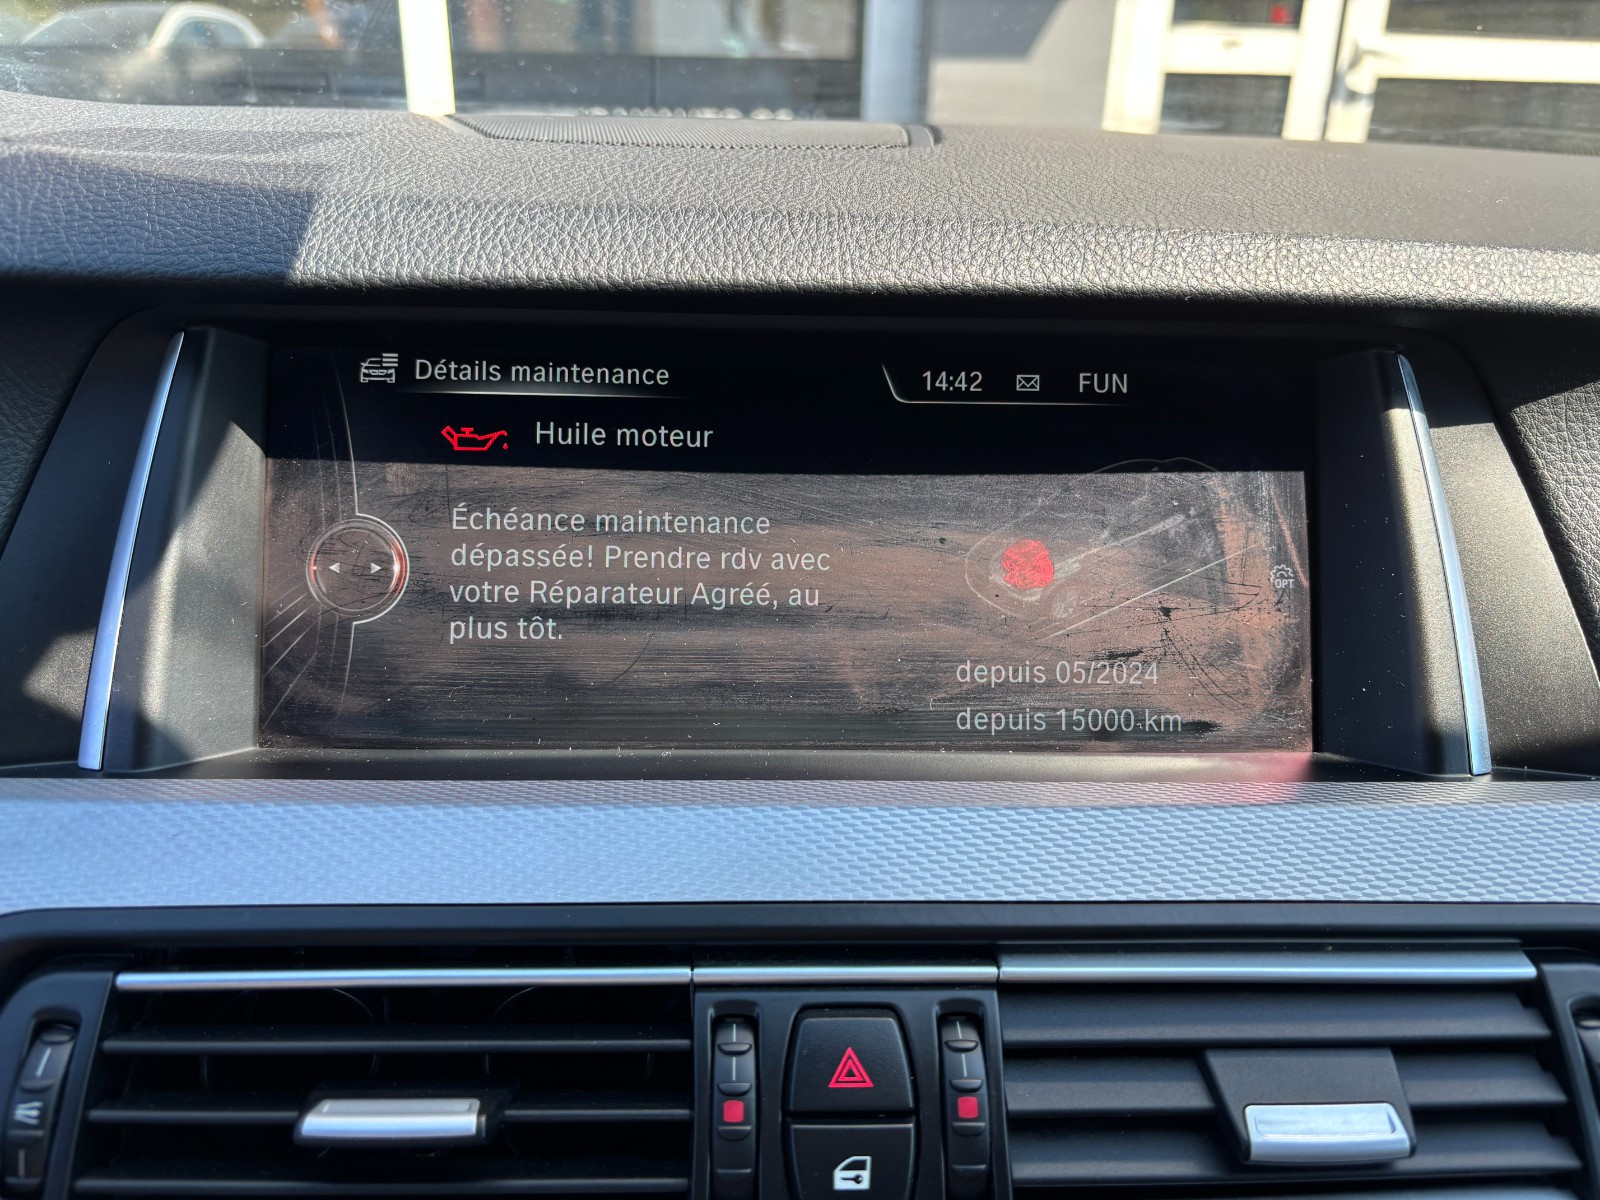 Détails maintenance
14:42 FUN
Huile moteur
Échéance maintenance
dépassée! Prendre rdv avec
votre Réparateur Agréé, au
plus tôt.
OPT
depuis 05/2024
depuis 15000 km